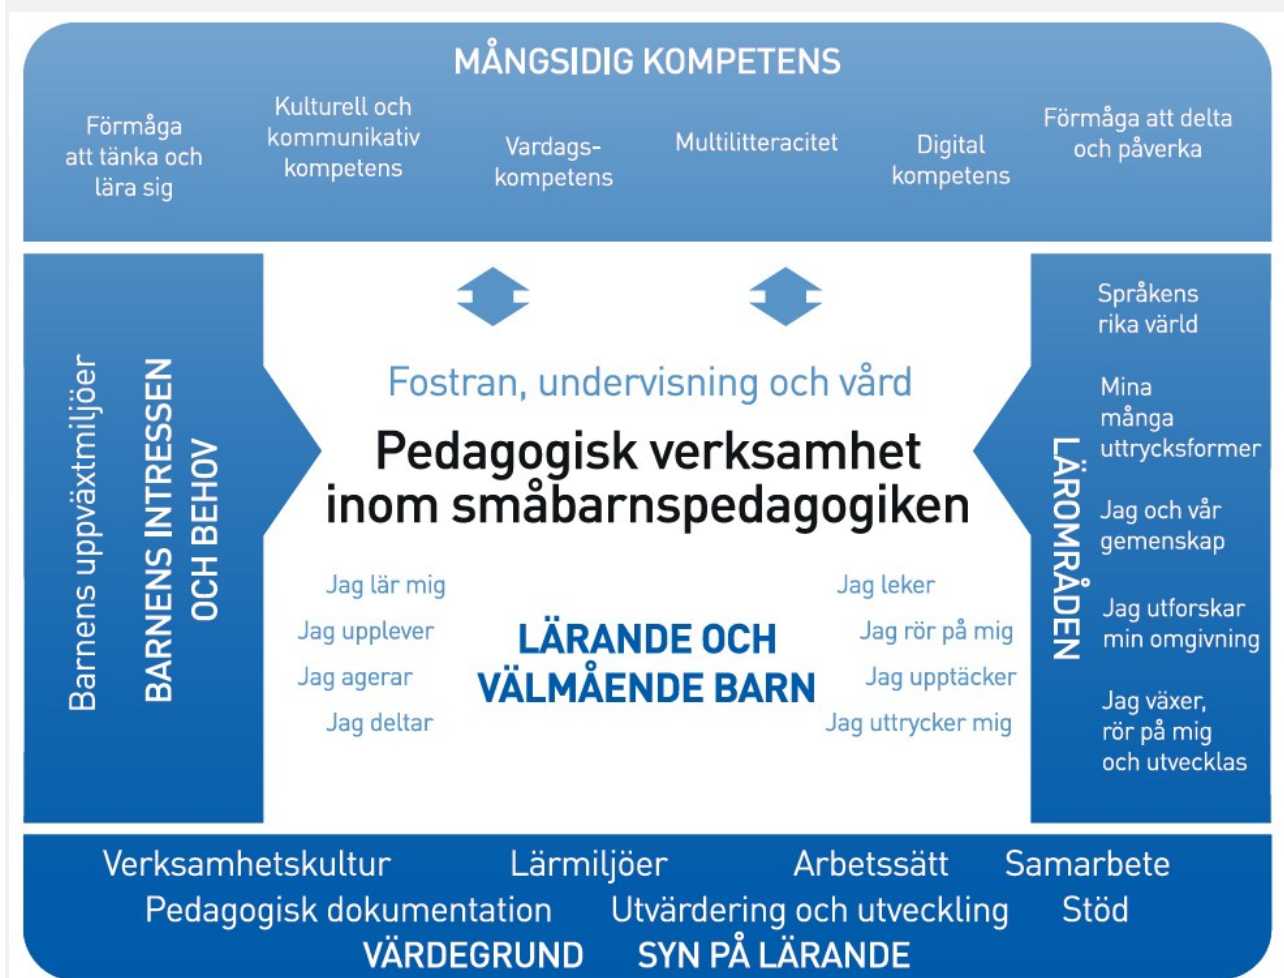 MÅNGSIDIG KOMPETENS
Förmåga
att tänka och
lära sig
Kulturell och
kommunikativ
kompetens
Vardags-
kompetens
Multilitteracitet
Digital
kompetens
Förmåga att delta
och påverka
Barnens uppväxtmiljöer
BARNENS INTRESSEN
OCH BEHOV
Fostran, undervisning och vård
Pedagogisk verksamhet
inom småbarnspedagogiken
Jag lär mig
Jag upplever
Jag agerar
Jag deltar
LÄRANDE OCH
VÄLMÅENDE BARN
Jag leker
Jag rör på mig
Jag upptäcker
Jag uttrycker mig
LÄROMRÅDEN
Språkens
rika värld
Mina
många
uttrycksformer
Jag och vår
gemenskap
Jag utforskar
min omgivning
Jag växer,
rör på mig
och utvecklas
Verksamhetskultur Lärmiljöer Arbetssätt Samarbete
Pedagogisk dokumentation Utvärdering och utveckling Stöd
VÄRDEGRUND SYN PÅ LÄRANDE